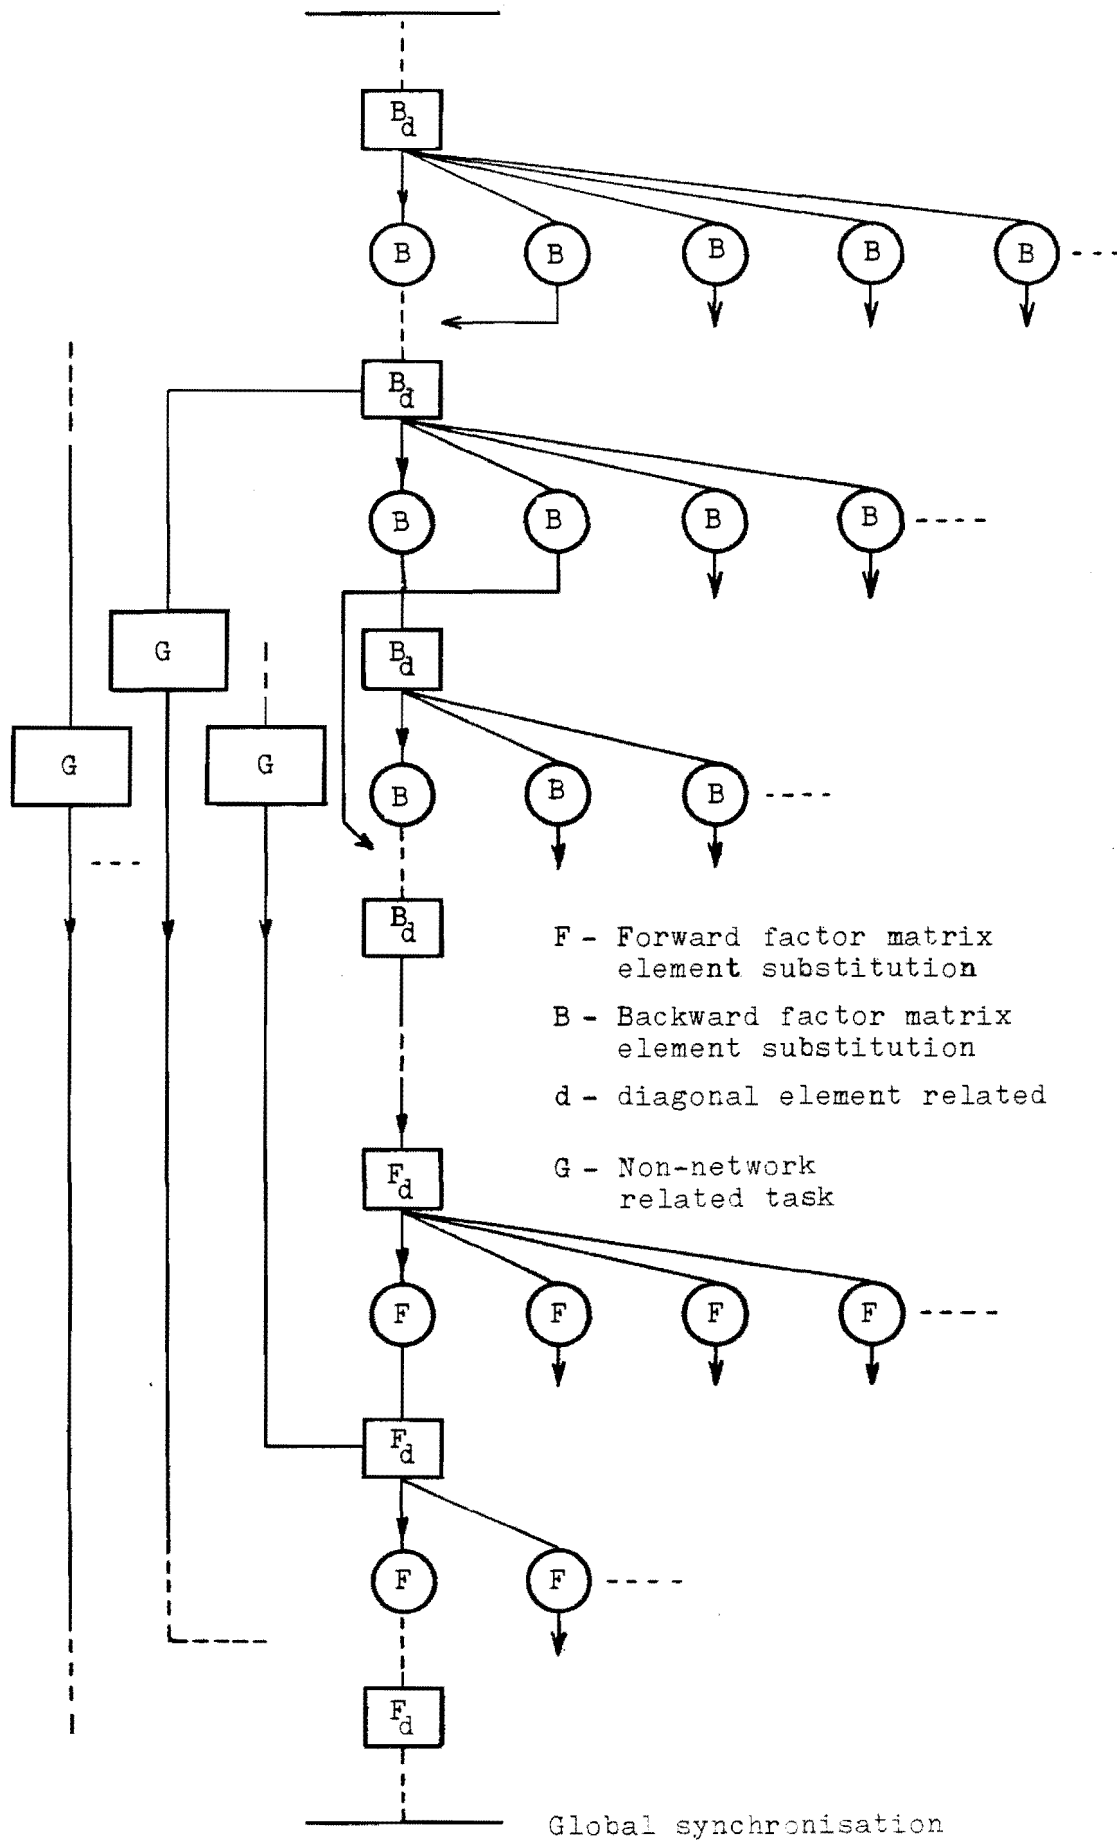 Bd
B B B B B
Bd
B B B B
G
Bd
G G
B B B
Bd
F - Forward factor matrix
element substitution
B - Backward factor matrix
element substitution
d - diagonal element related
Fd
G - Non-network
related task
F F F F
Fd
F F
Fd
Global synchronisation